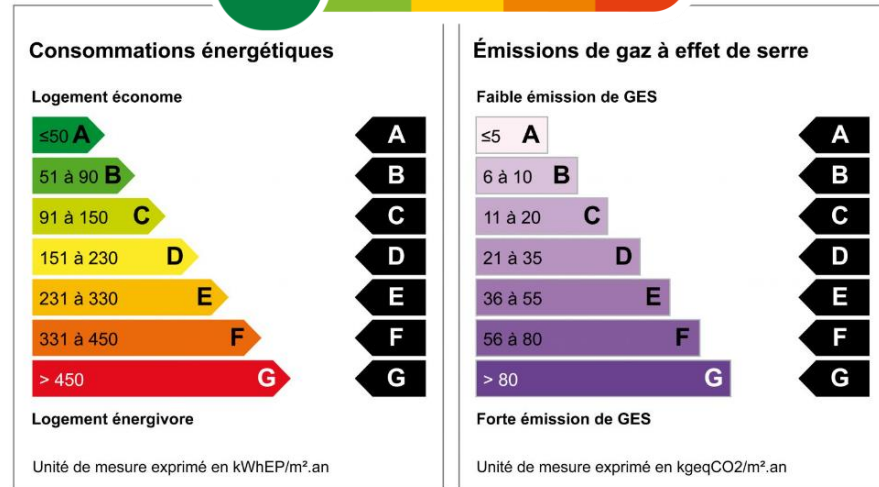 Consommations énergétiques
Logement économe
≤50 A A
51 à 90 B B
91 à 150 C C
151 à 230 D D
231 à 330 E E
331 à 450 F F
> 450 G G
Logement énergivore
Unité de mesure exprimé en kWhEP/m².an
Émissions de gaz à effet de serre
Faible émission de GES
≤5 A A
6 à 10 B B
11 à 20 C C
21 à 35 D D
36 à 55 E E
56 à 80 F F
> 80 G G
Forte émission de GES
Unité de mesure exprimé en kgeqCO2/m².an